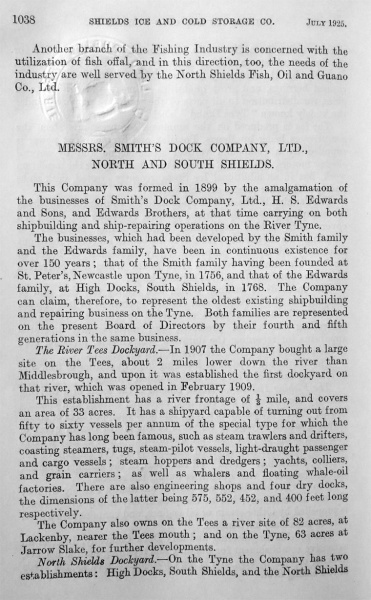 1038 SHIELDS ICE AND COLD STORAGE CO. JULY 1925.
Another branch of the Fishing Industry is concerned with the
utilization of fish offal, and in this direction, too, the needs of the
industry are well served by the North Shields Fish, Oil and Guano
Co., Ltd.
MESSRS. SMITH'S DOCK COMPANY, LTD.,
NORTH AND SOUTH SHIELDS.
This Company was formed in 1899 by the amalgamation of
the businesses of Smith's Dock Company, Ltd., H. S. Edwards
and Sons, and Edwards Brothers, at that time carrying on both
shipbuilding and ship-repairing operations on the River Tyne.
The businesses, which had been developed by the Smith family
and the Edwards family, have been in continuous existence for
over 150 years; that of the Smith family having been founded at
St. Peter's, Newcastle upon Tyne, in 1756, and that of the Edwards
family, at High Docks, South Shields, in 1768. The Company
can claim, therefore, to represent the oldest existing shipbuilding
and repairing business on the Tyne. Both families are represented
on the present Board of Directors by their fourth and fifth
generations in the same business.
The River Tees Dockyard.—In 1907 the Company bought a large
site on the Tees, about 2 miles lower down the river than
Middlesbrough, and upon it was established the first dockyard on
that river, which was opened in February 1909.
This establishment has a river frontage of ½ mile, and covers
an area of 33 acres. It has a shipyard capable of turning out from
fifty to sixty vessels per annum of the special type for which the
Company has long been famous, such as steam trawlers and drifters,
coasting steamers, tugs, steam-pilot vessels, light-draught passenger
and cargo vessels; steam hoppers and dredgers; yachts, colliers,
and grain carriers; as well as whalers and floating whale-oil
factories. There are also engineering shops and four dry docks,
the dimensions of the latter being 575, 552, 452, and 400 feet long
respectively.
The Company also owns on the Tees a river site of 82 acres, at
Lackenby, nearer the Tees mouth; and on the Tyne, 63 acres at
Jarrow Slake, for further developments.
North Shields Dockyard.—On the Tyne the Company has two
establishments: High Docks, South Shields, and the North Shields